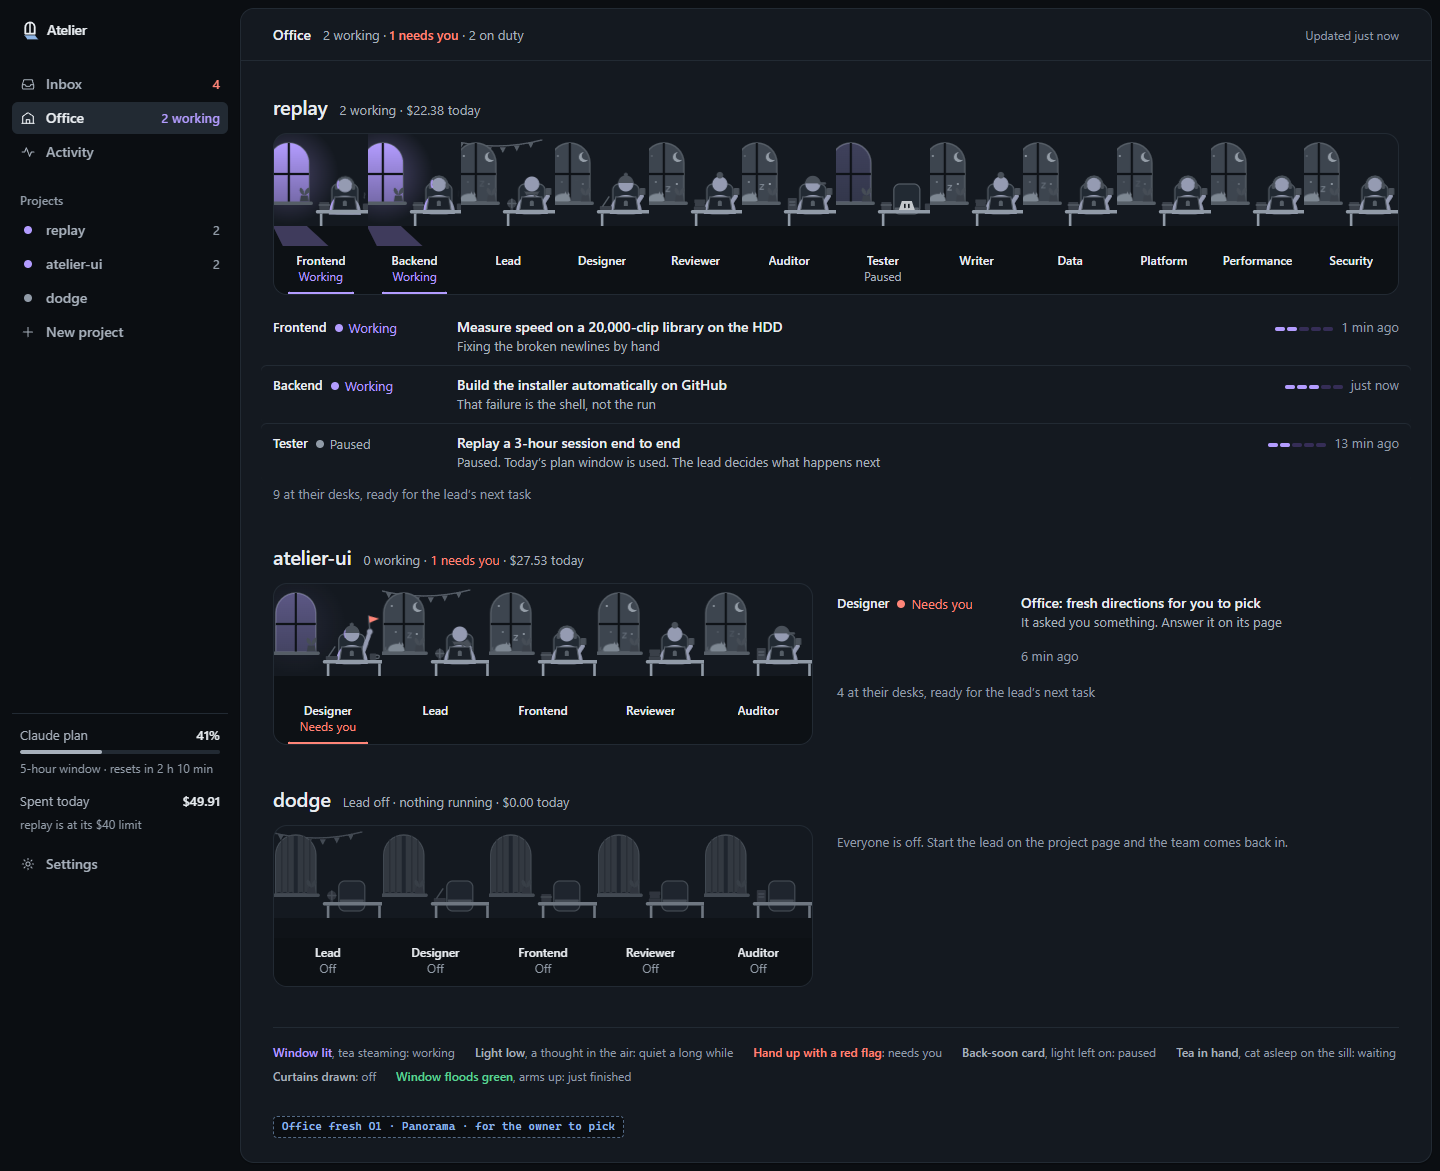 Atelier
Inbox 4
Office 2 working
Activity
Projects
replay 2
atelier-ui 2
dodge
New project
Claude plan 41%
5-hour window · resets in 2 h 10 min
Spent today $49.91
replay is at its $40 limit
Settings
Office 2 working · 1 needs you · 2 on duty
Updated just now
replay 2 working · $22.38 today
Frontend Backend Lead Designer Reviewer Auditor Tester Writer Data Platform Performance Security
Working Working Paused
Frontend Working Measure speed on a 20,000-clip library on the HDD 1 min ago
Fixing the broken newlines by hand
Backend Working Build the installer automatically on GitHub just now
That failure is the shell, not the run
Tester Paused Replay a 3-hour session end to end 13 min ago
Paused. Today's plan window is used. The lead decides what happens next
9 at their desks, ready for the lead's next task
atelier-ui 0 working · 1 needs you · $27.53 today
Designer Lead Frontend Reviewer Auditor
Needs you
Designer Needs you Office: fresh directions for you to pick
It asked you something. Answer it on its page
6 min ago
4 at their desks, ready for the lead's next task
dodge Lead off · nothing running · $0.00 today
Lead Designer Frontend Reviewer Auditor
Off Off Off Off Off
Everyone is off. Start the lead on the project page and the team comes back in.
Window lit, tea steaming: working Light low, a thought in the air: quiet a long while Hand up with a red flag: needs you Back-soon card, light left on: paused Tea in hand, cat asleep on the sill: waiting
Curtains drawn: off Window floods green, arms up: just finished
Office fresh 01 · Panorama · for the owner to pick